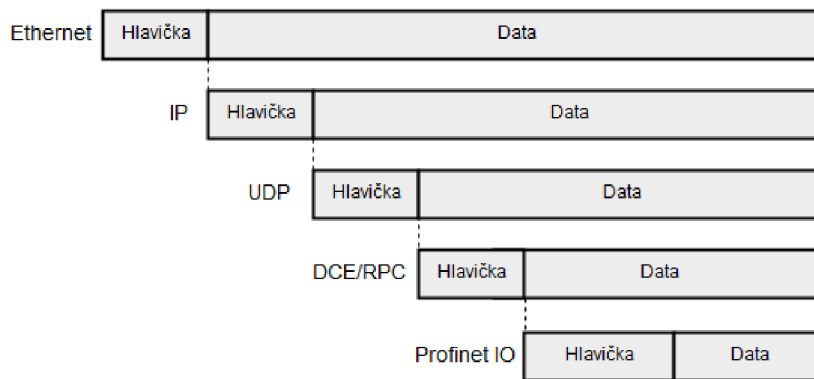 Ethernet Hlavička Data
IP Hlavička Data
UDP Hlavička Data
DCE/RPC Hlavička Data
Profinet IO Hlavička Data